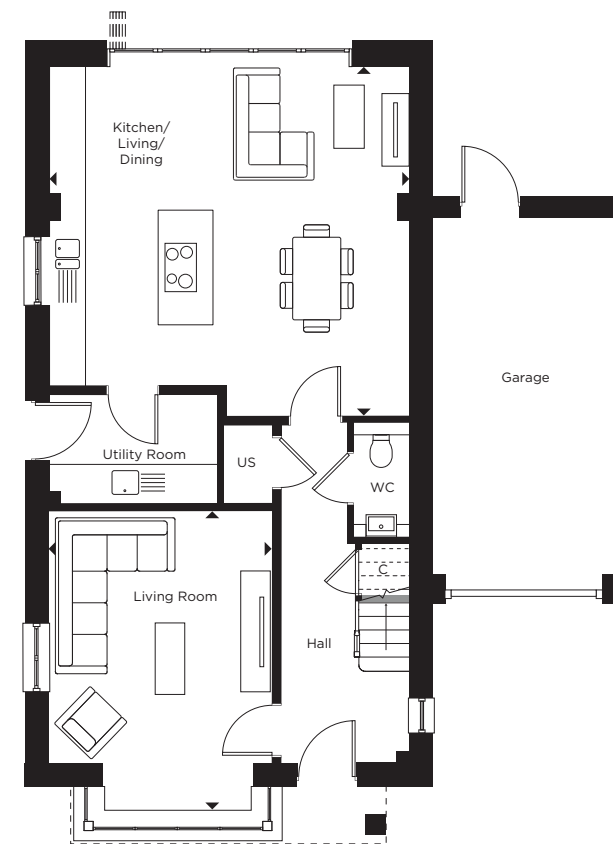 Kitchen/
Living/
Dining
Garage
Utility Room
US
WC
C
Living Room
Hall